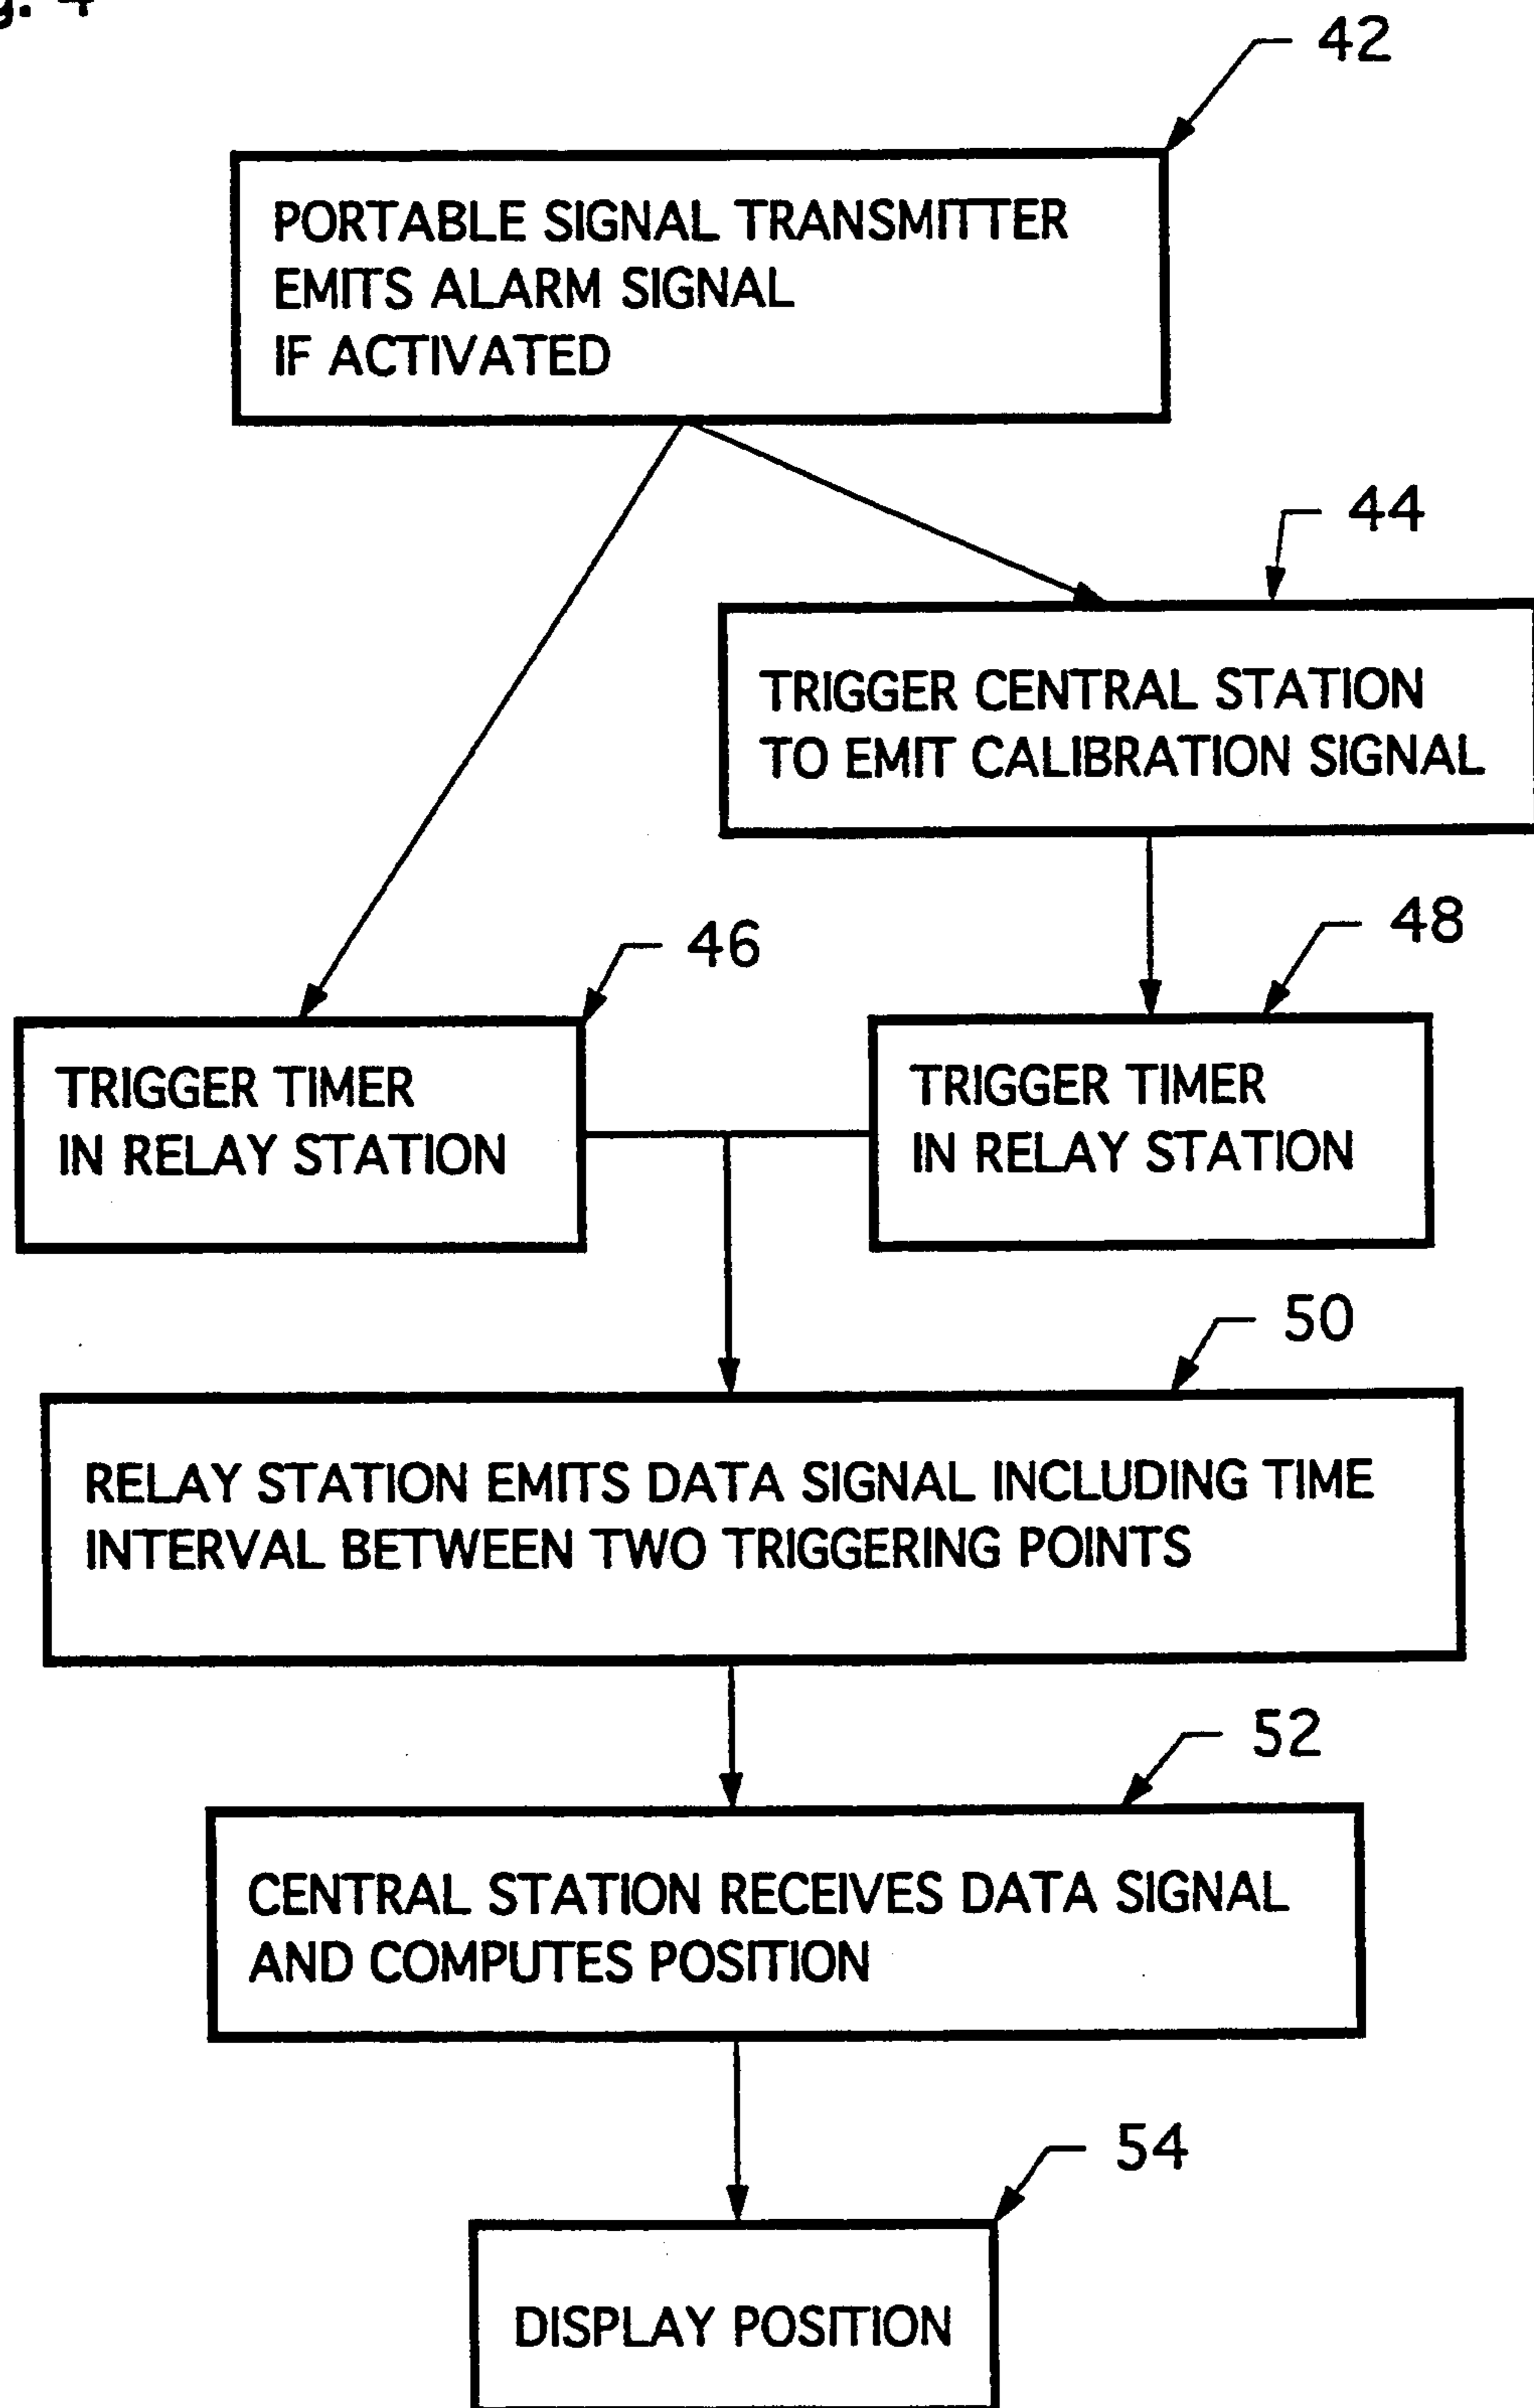 42
PORTABLE SIGNAL TRANSMITTER
EMITS ALARM SIGNAL
IF ACTIVATED
44
TRIGGER CENTRAL STATION
TO EMIT CALIBRATION SIGNAL
46
48
TRIGGER TIMER
IN RELAY STATION
TRIGGER TIMER
IN RELAY STATION
50
RELAY STATION EMITS DATA SIGNAL INCLUDING TIME
INTERVAL BETWEEN TWO TRIGGERING POINTS
52
CENTRAL STATION RECEIVES DATA SIGNAL
AND COMPUTES POSITION
54
DISPLAY POSITION